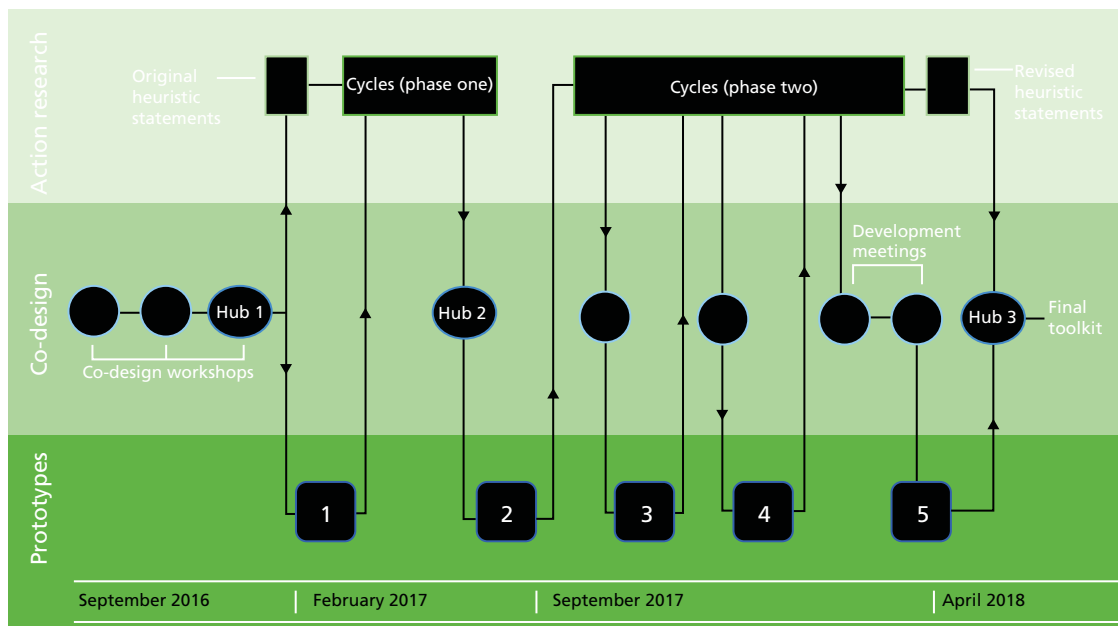 Action research
Original
heuristic
statements
Cycles (phase one)
Cycles (phase two)
Revised
heuristic
statements
Co-design
Hub 1
Co-design workshops
Hub 2
Development
meetings
Hub 3
Final
toolkit
Prototypes
1
2
3
4
5
September 2016
February 2017
September 2017
April 2018